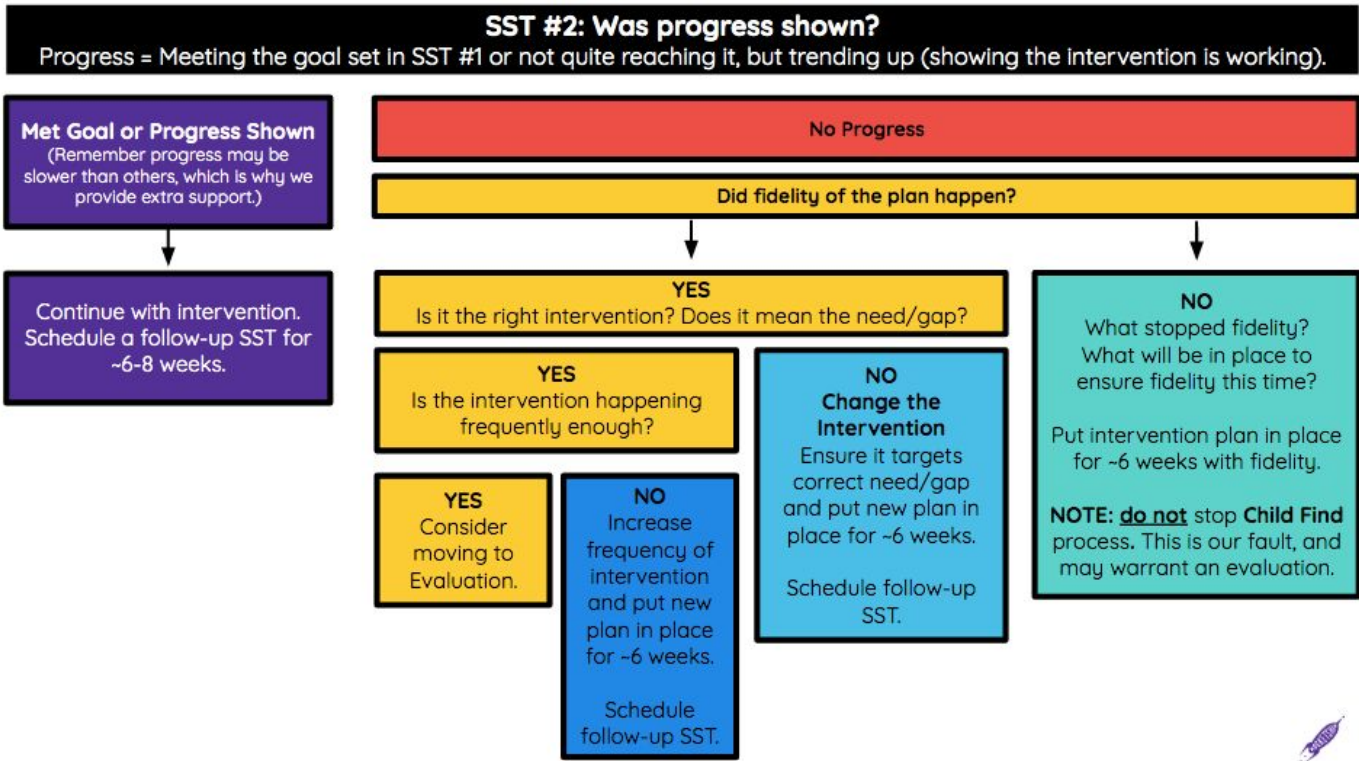 SST #2: Was progress shown?
Progress = Meeting the goal set in SST #1 or not quite reaching it, but trending up (showing the intervention is working).
Met Goal or Progress Shown
(Remember progress may be
slower than others, which is why we
provide extra support.)
Continue with intervention.
Schedule a follow-up SST for
~6-8 weeks.
No Progress
Did fidelity of the plan happen?
YES
Is it the right intervention? Does it mean the need/gap?
YES
Is the intervention happening
frequently enough?
YES
Consider
moving to
Evaluation.
NO
Increase
frequency of
intervention
and put new
plan in place
for ~6 weeks.
Schedule
follow-up SST.
NO
Change the
Intervention
Ensure it targets
correct need/gap
and put new plan in
place for ~6 weeks.
Schedule follow-up
SST.
NO
What stopped fidelity?
What will be in place to
ensure fidelity this time?
Put intervention plan in place
for ~6 weeks with fidelity.
NOTE: do not stop Child Find
process. This is our fault, and
may warrant an evaluation.